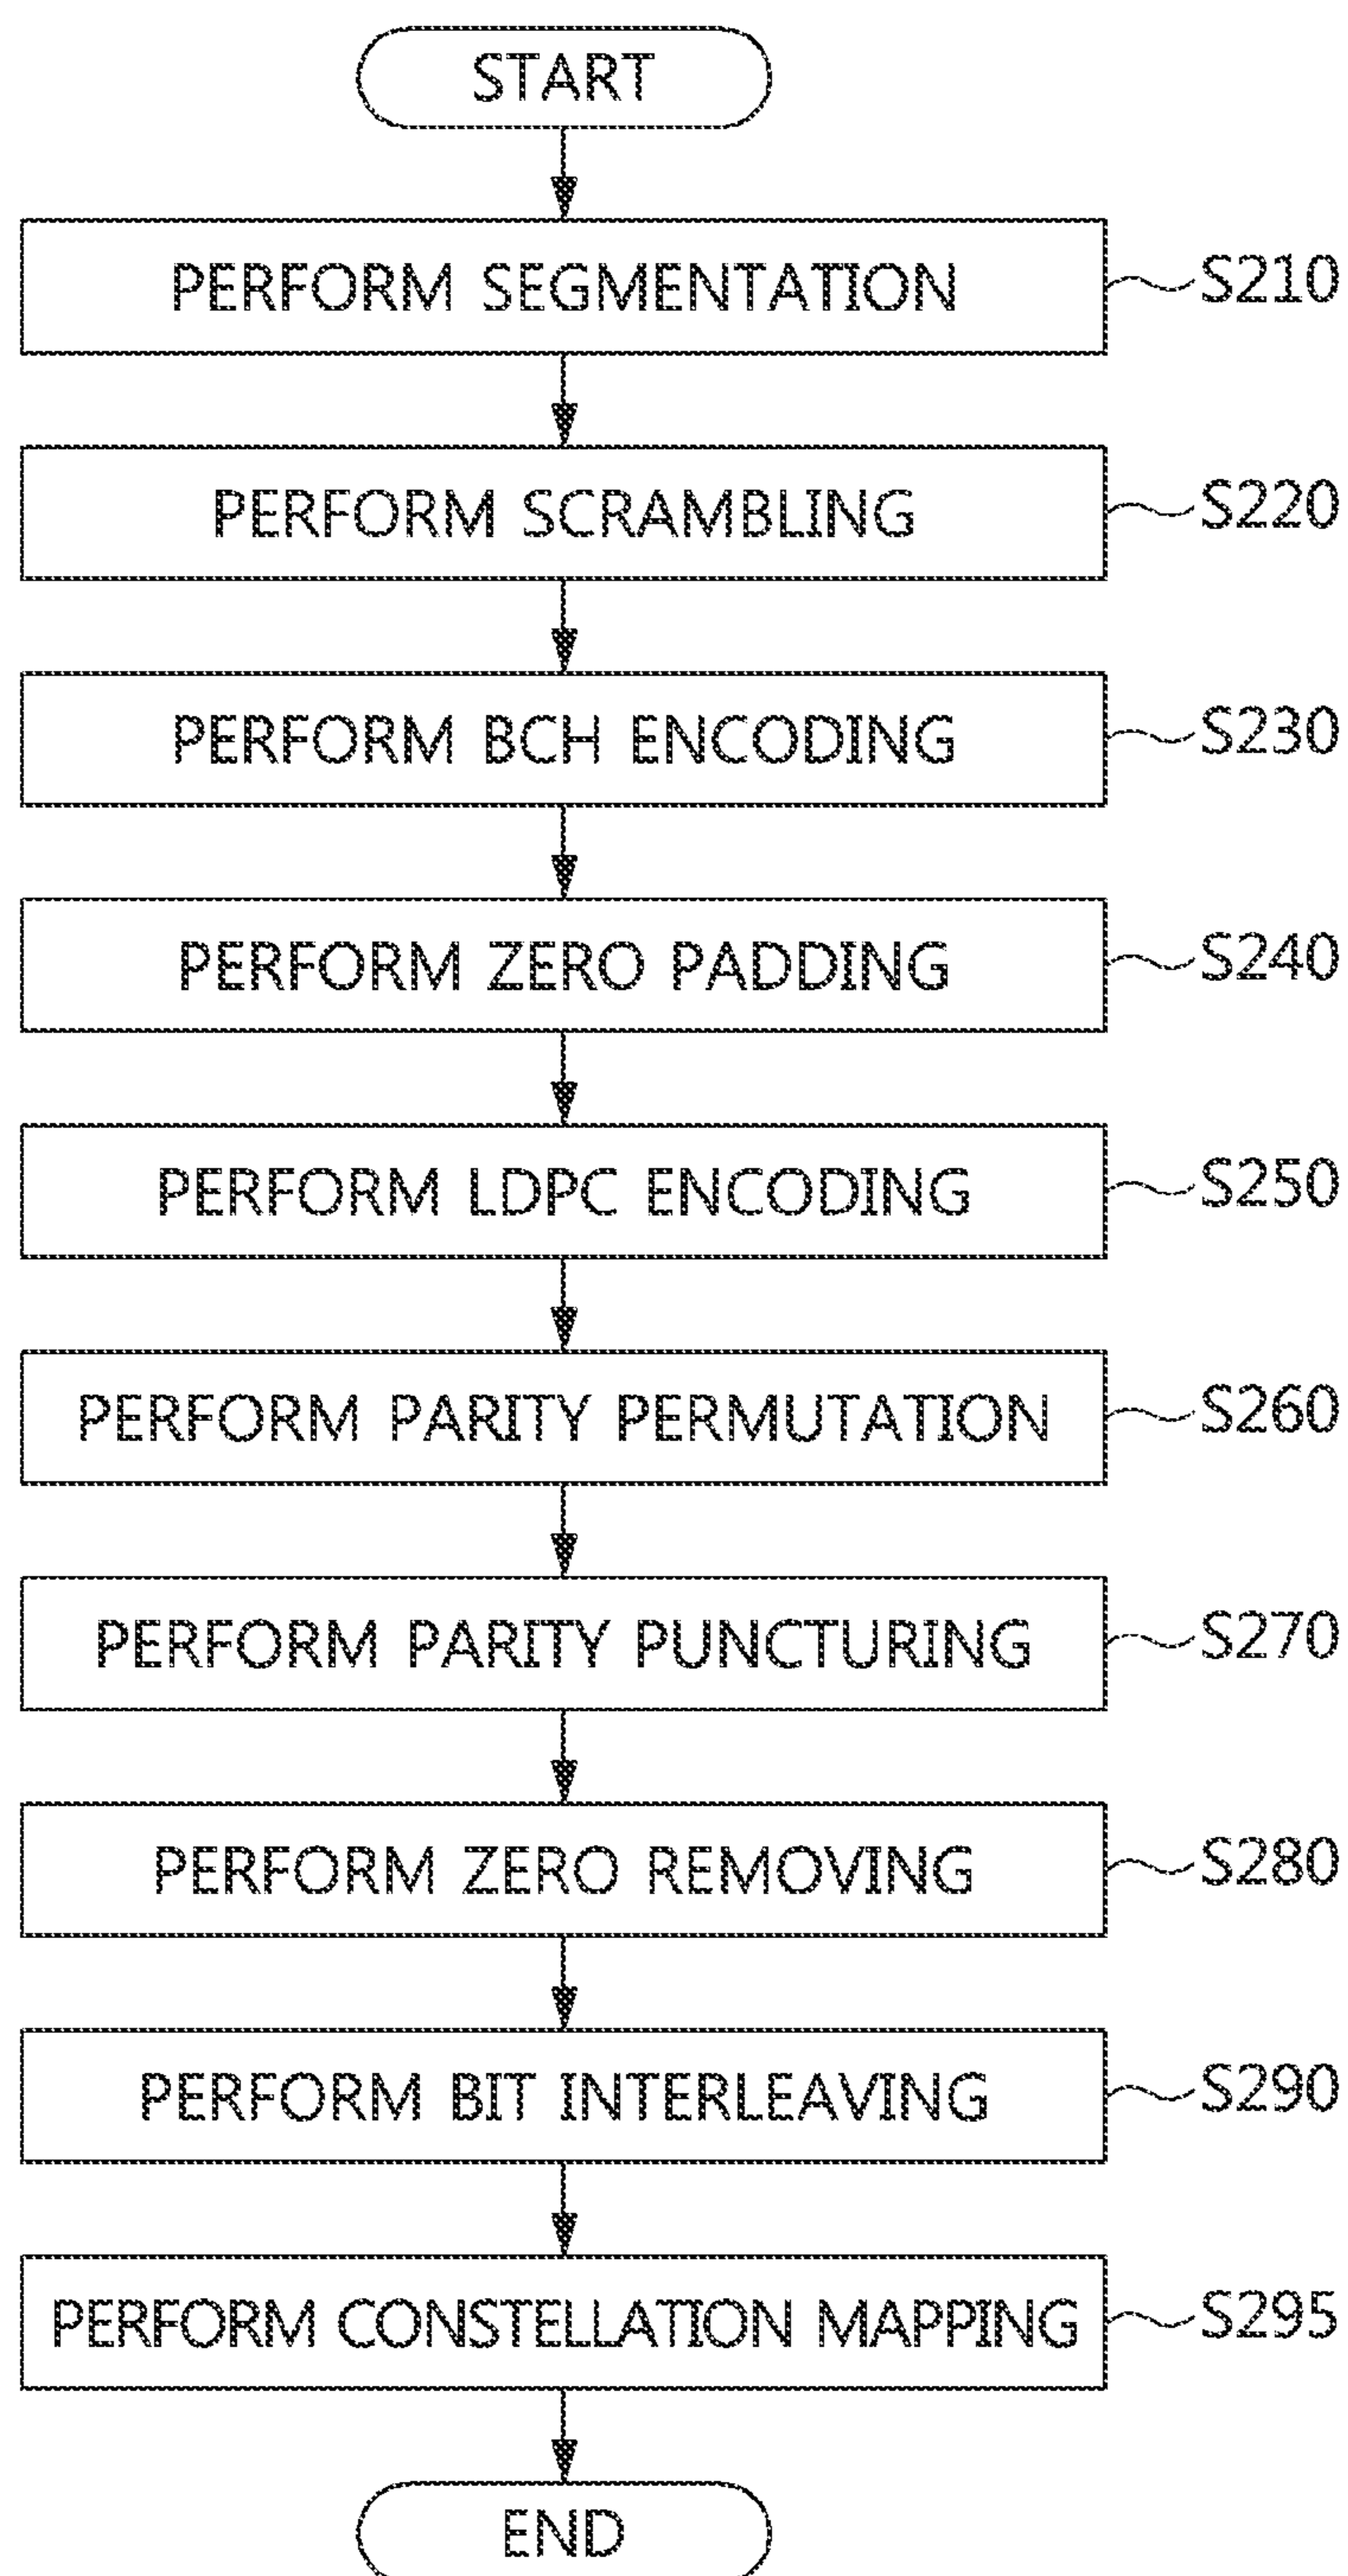 START
PERFORM SEGMENTATION S210
PERFORM SCRAMBLING S220
PERFORM BCH ENCODING S230
PERFORM ZERO PADDING S240
PERFORM LDPC ENCODING S250
PERFORM PARITY PERMUTATION S260
PERFORM PARITY PUNCTURING S270
PERFORM ZERO REMOVING S280
PERFORM BIT INTERLEAVING S290
PERFORM CONSTELLATION MAPPING S295
END